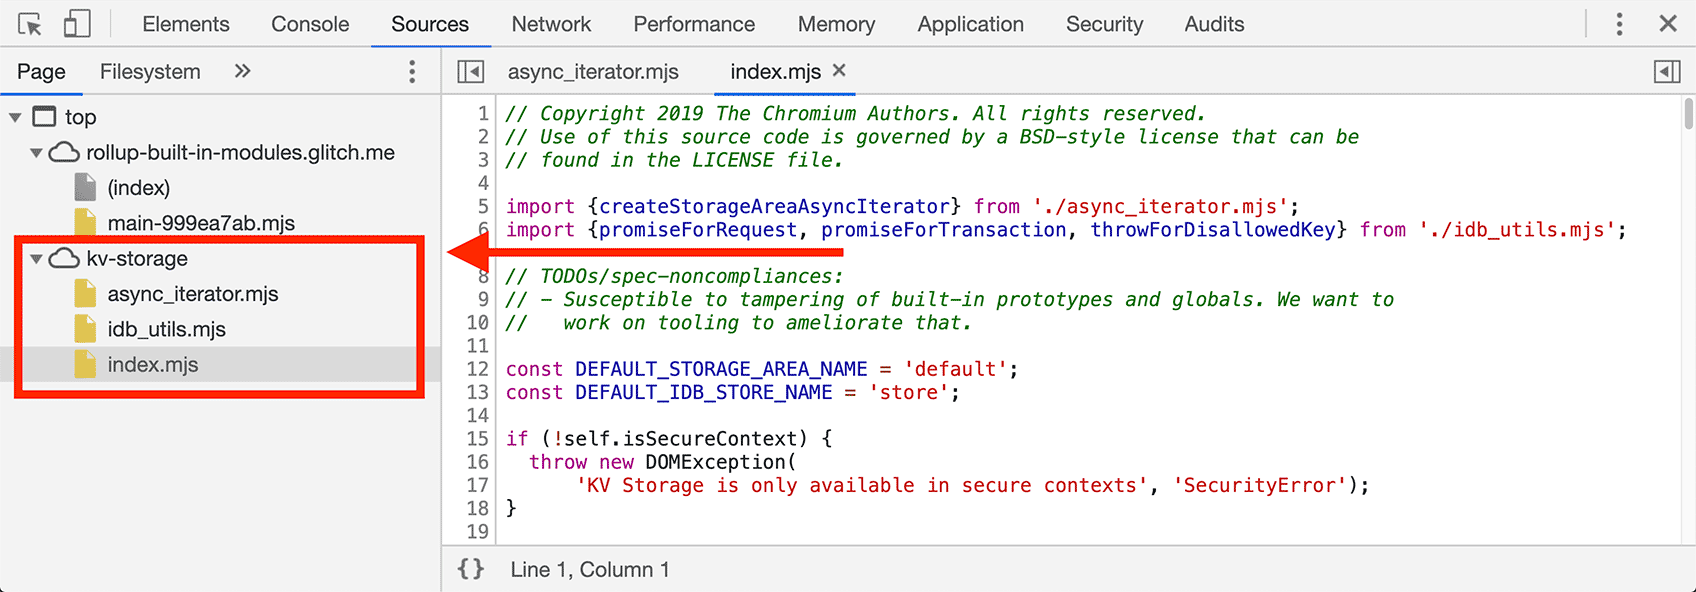 Elements Console Sources Network Performance Memory Application Security Audits
Page Filesystem »
top
rollup-built-in-modules.glitch.me
(index)
main-999ea7ab.mjs
kv-storage
async_iterator.mjs
idb_utils.mjs
index.mjs
async_iterator.mjs index.mjs ×
1 // Copyright 2019 The Chromium Authors. All rights reserved.
2 // Use of this source code is governed by a BSD-style license that can be
3 // found in the LICENSE file.
4
5 import {createStorageAreaAsyncIterator} from './async_iterator.mjs';
6 import {promiseForRequest, promiseForTransaction, throwForDisallowedKey} from './idb_utils.mjs';
8 // TODOs/spec-noncompliances:
9 // - Susceptible to tampering of built-in prototypes and globals. We want to
10 //   work on tooling to ameliorate that.
11
12 const DEFAULT_STORAGE_AREA_NAME = 'default';
13 const DEFAULT_IDB_STORE_NAME = 'store';
14
15 if (!self.isSecureContext) {
16   throw new DOMException(
17       'KV Storage is only available in secure contexts', 'SecurityError');
18 }
19
{} Line 1, Column 1